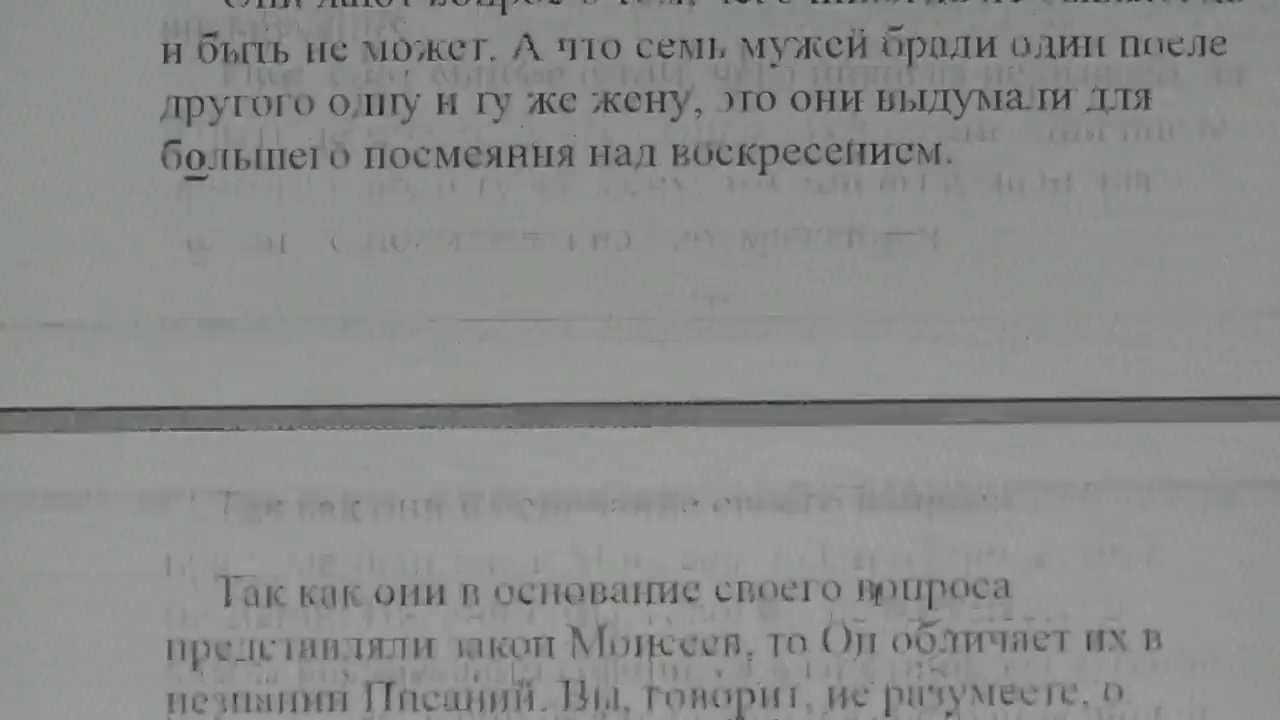 и быть не может. А что семь мужей брали один после
другого одну и ту же жену, это они выдумали для
большего посмеяния над воскресением.
Так как они в основание своего вопроса
представляли закон Моисеев, то Он обличает их в
незнании Писаний. Вы, говорит, не разумеете, о